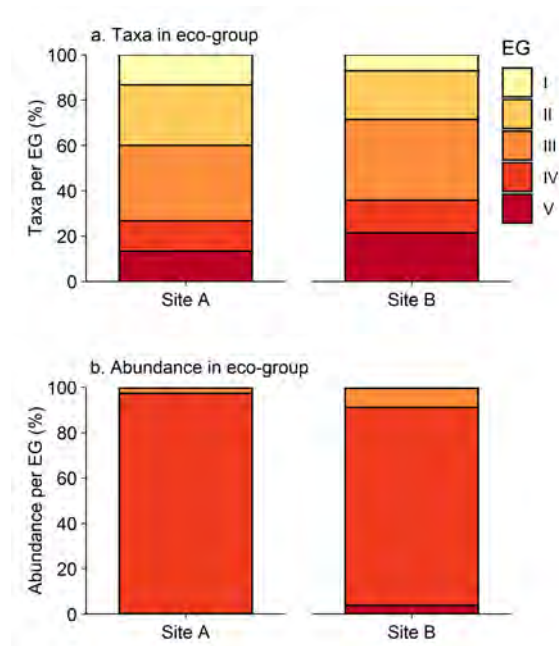 a. Taxa in eco-group
EG
I
II
III
IV
V
Taxa per EG (%)
100
80
60
40
20
0
Site A
Site B
b. Abundance in eco-group
Abundance per EG (%)
100
80
60
40
20
0
Site A
Site B